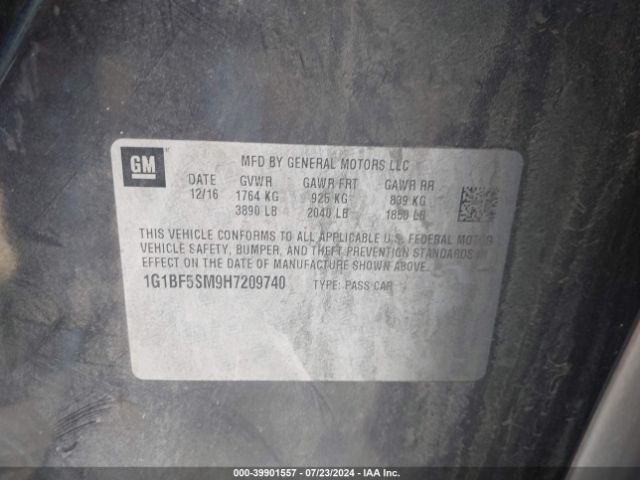 GM
MFD BY GENERAL MOTORS LLC
DATE GVWR GAWR FRT GAWR RR
12/16 1764 KG 925 KG 839 KG
3890 LB 2040 LB 1850 LB
THIS VEHICLE CONFORMS TO ALL APPLICABLE U.S. FEDERAL MOTOR
VEHICLE SAFETY, BUMPER, AND THEFT PREVENTION STANDARDS IN
EFFECT ON THE DATE OF MANUFACTURE SHOWN ABOVE.
1G1BF5SM9H7209740 TYPE: PASS CAR
000-39901557 / 07/23/2024 / IAA Inc.